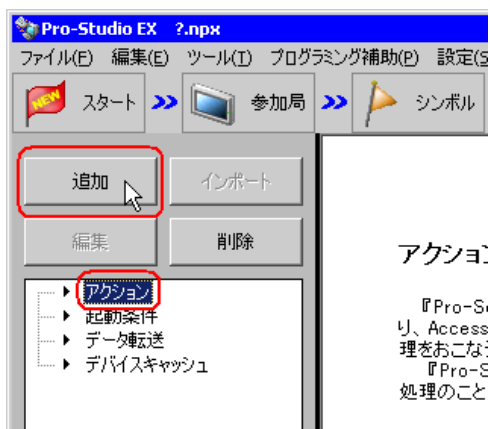 Pro-Studio EX ?.npx
ファイル(F) 編集(E) ツール(T) プログラミング補助(P) 設定(S
NEW スタート >> 参加局 >> シンボル
追加 インポート
編集 削除
アクション
起動条件
データ転送
デバイスキャッシュ
アクション
『Pro-Se
り、Access
理をおこな
『Pro-S
処理のこと